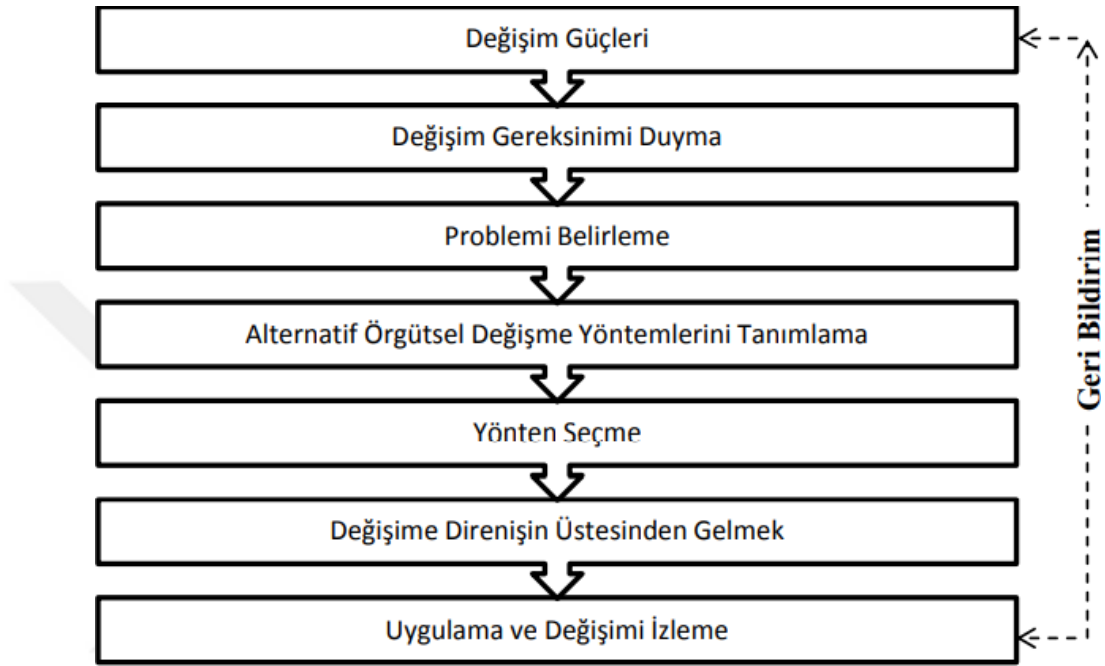 Değişim Güçleri
Değişim Gereksinimi Duyma
Problemi Belirleme
Alternatif Örgütsel Değişme Yöntemlerini Tanımlama
Yönten Seçme
Değişime Direnişin Üstesinden Gelmek
Uygulama ve Değişimi İzleme
Geri Bildirim